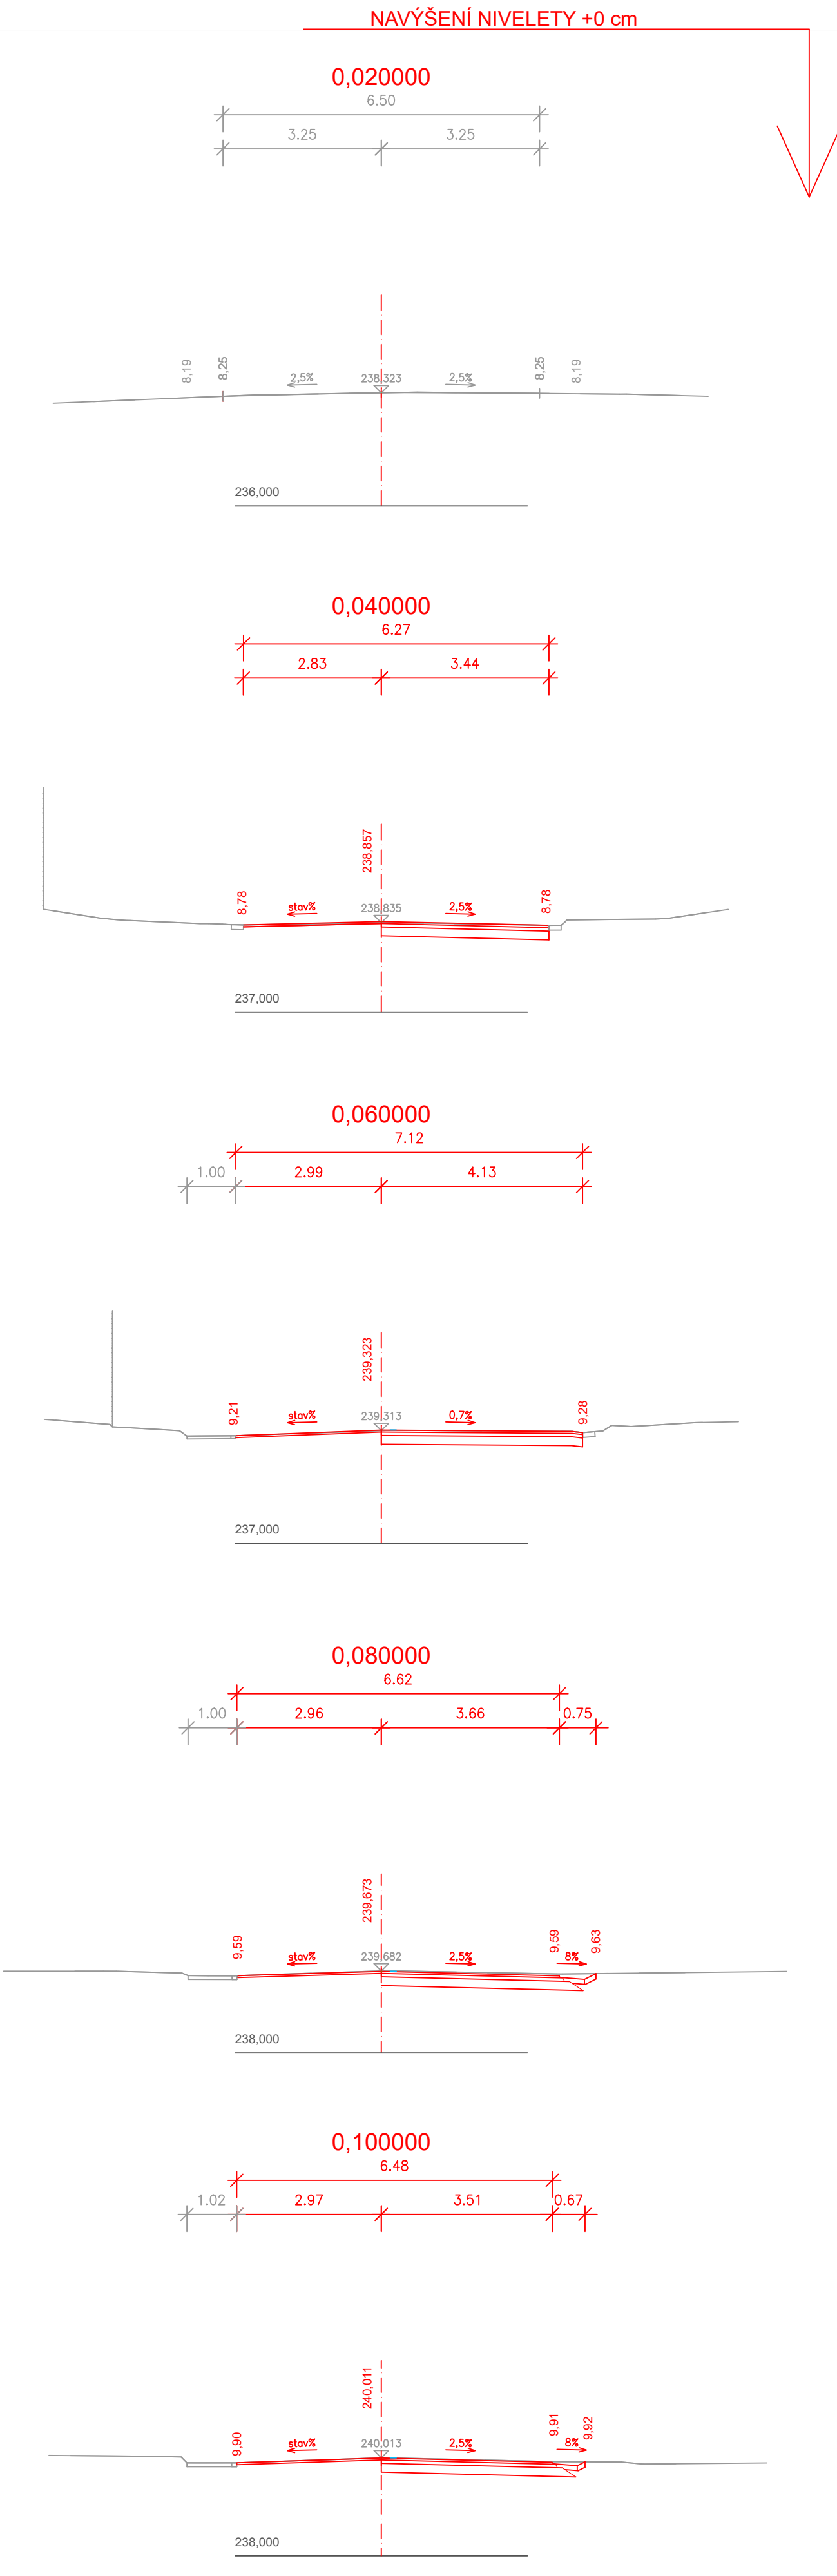 NAVÝŠENÍ NIVELETY +0 cm
0,020000
6.50
3.25 3.25
8,19 8,25 2,5% 238,323 2,5% 8,25 8,19
236,000
0,040000
6.27
2.83 3.44
238,857
8,78 stav% 238,835 2,5% 8,78
237,000
0,060000
7.12
1.00 2.99 4.13
239,323
9,21 stav% 239,313 0,7% 9,28
237,000
0,080000
6.62
1.00 2.96 3.66 0.75
239,673
9,59 stav% 239,682 2,5% 9,59 8% 9,63
238,000
0,100000
6.48
1.02 2.97 3.51 0.67
240,011
9,90 stav% 240,013 2,5% 9,91 8% 9,92
238,000